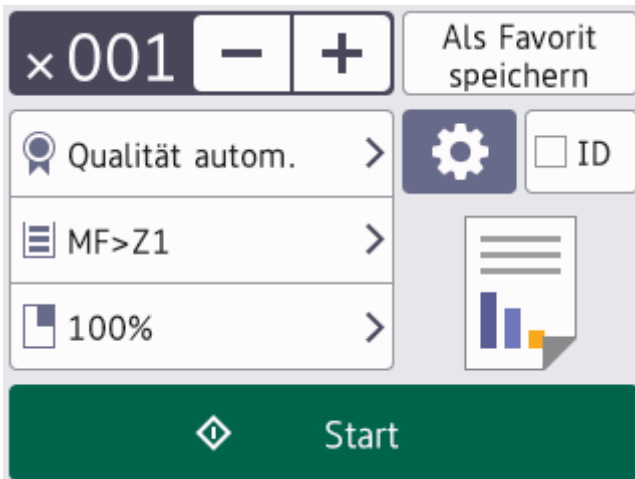 ×001 − +
Als Favorit
speichern
Qualität autom.
ID
MF>Z1
100%
Start